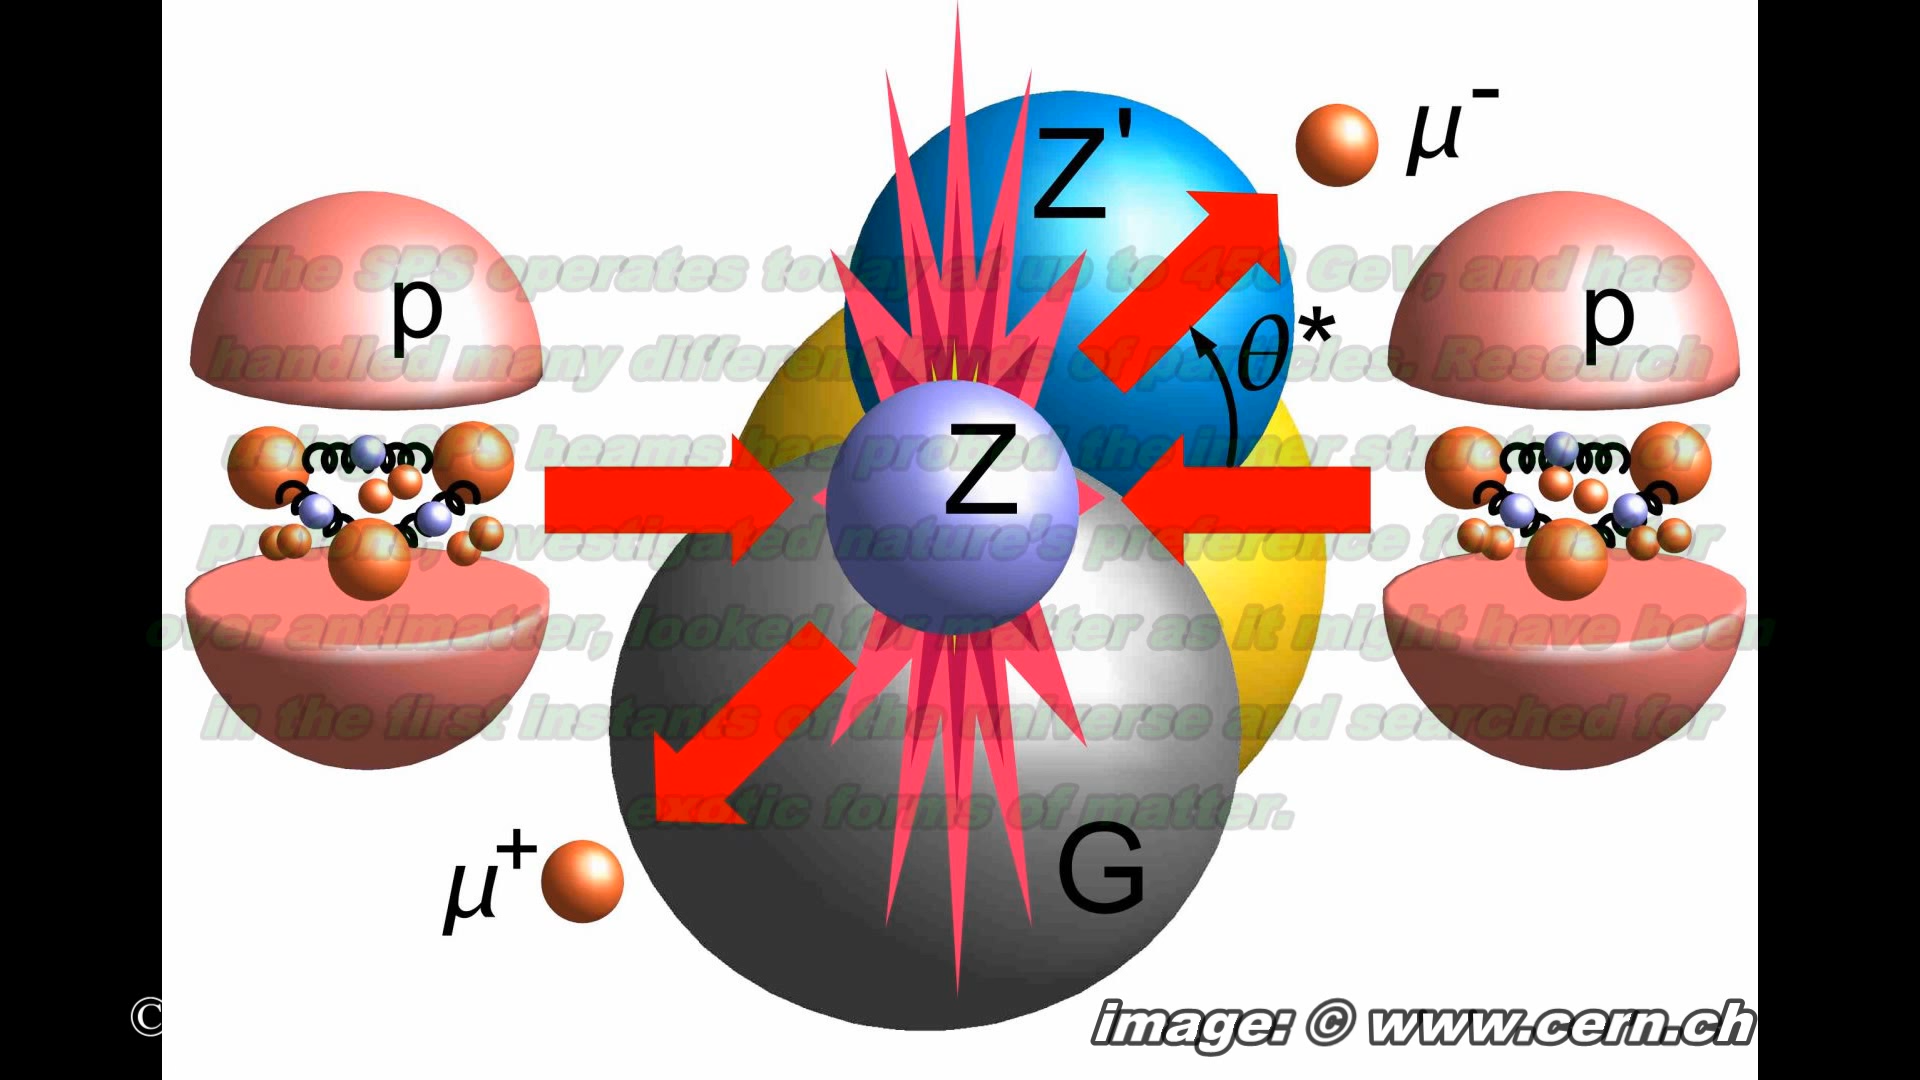 Z'
μ-
The SPS operates today at up to 450 GeV, and has
p
p
θ*
handled many different kinds of particles. Research
using SPS beams has probed the inner structure of
Z
protons, investigated nature's preference for matter
over antimatter, looked for matter as it might have been
in the first instants of the universe and searched for
exotic forms of matter.
G
μ+
©
image: © www.cern.ch